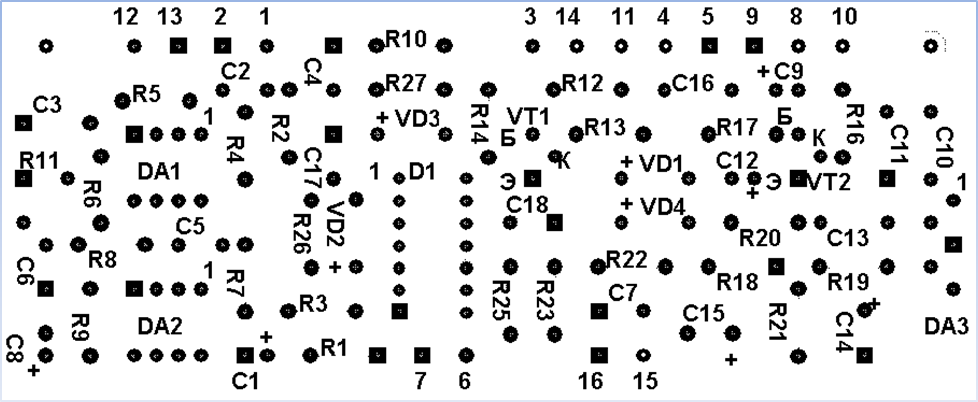 12 13 2 1 3 14 11 4 5 9 8 10
R10
C2 C4 R27 R12 C16 +C9
R5
C3 1 R4 R2 + VD3 R14 VT1 Б R13 R17 Б К R16 C11 C10
R11 DA1 C17 1 D1 К Э + VD1 C12 + Э VT2 1
R6 R26 VD2 C18 + VD4
C5 R20 C13
R8 1 R7 + R22 R18 R19
C6 R3 R25 R23 C7 +
R9 DA2 C15 R21 C14 DA3
C8 + + R1 +
C1 7 6 16 15